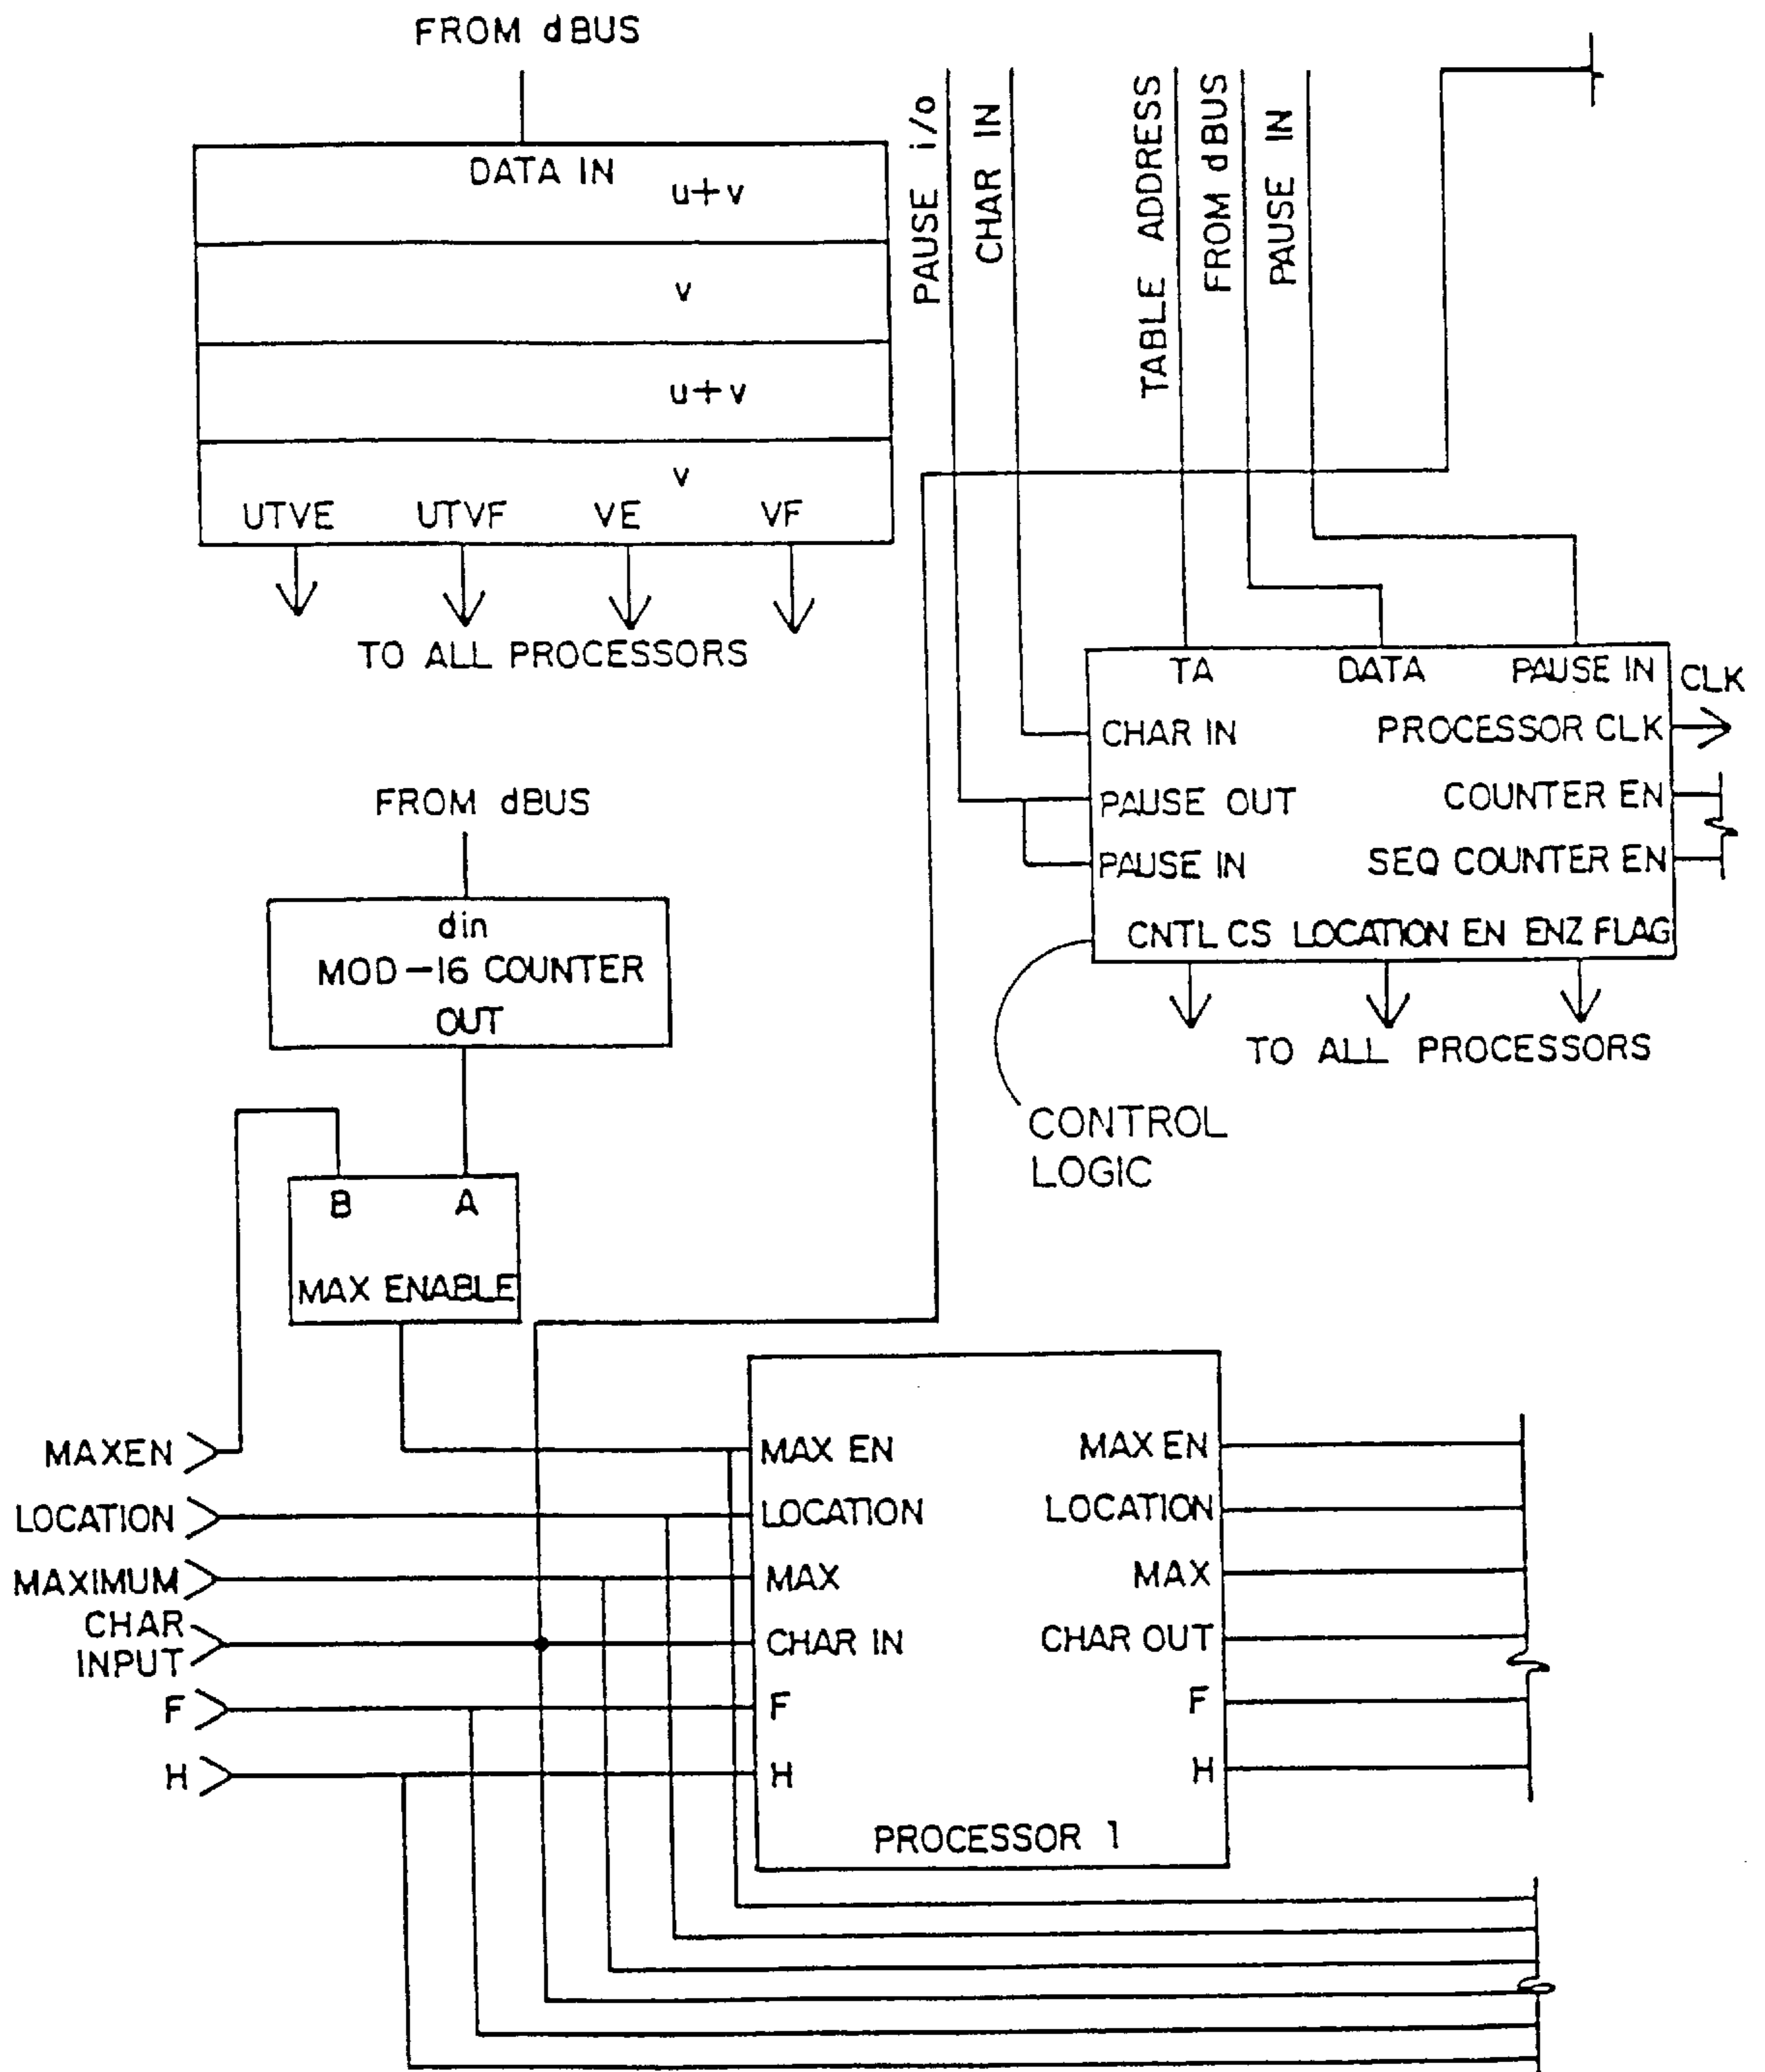 FROM dBUS
DATA IN
u+v
v
u+v
v
UTVE UTVF VE VF
TO ALL PROCESSORS
PAUSE i/o
CHAR IN
TABLE ADDRESS
FROM dBUS
PAUSE IN
TA DATA PAUSE IN
CLK
CHAR IN PROCESSOR CLK
PAUSE OUT COUNTER EN
PAUSE IN SEQ COUNTER EN
CNTL CS LOCATION EN ENZ FLAG
TO ALL PROCESSORS
CONTROL
LOGIC
FROM dBUS
din
MOD-16 COUNTER
OUT
B A
MAX ENABLE
MAXEN
LOCATION
MAXIMUM
CHAR
INPUT
F
H
MAX EN MAX EN
LOCATION LOCATION
MAX MAX
CHAR IN CHAR OUT
F F
H H
PROCESSOR 1